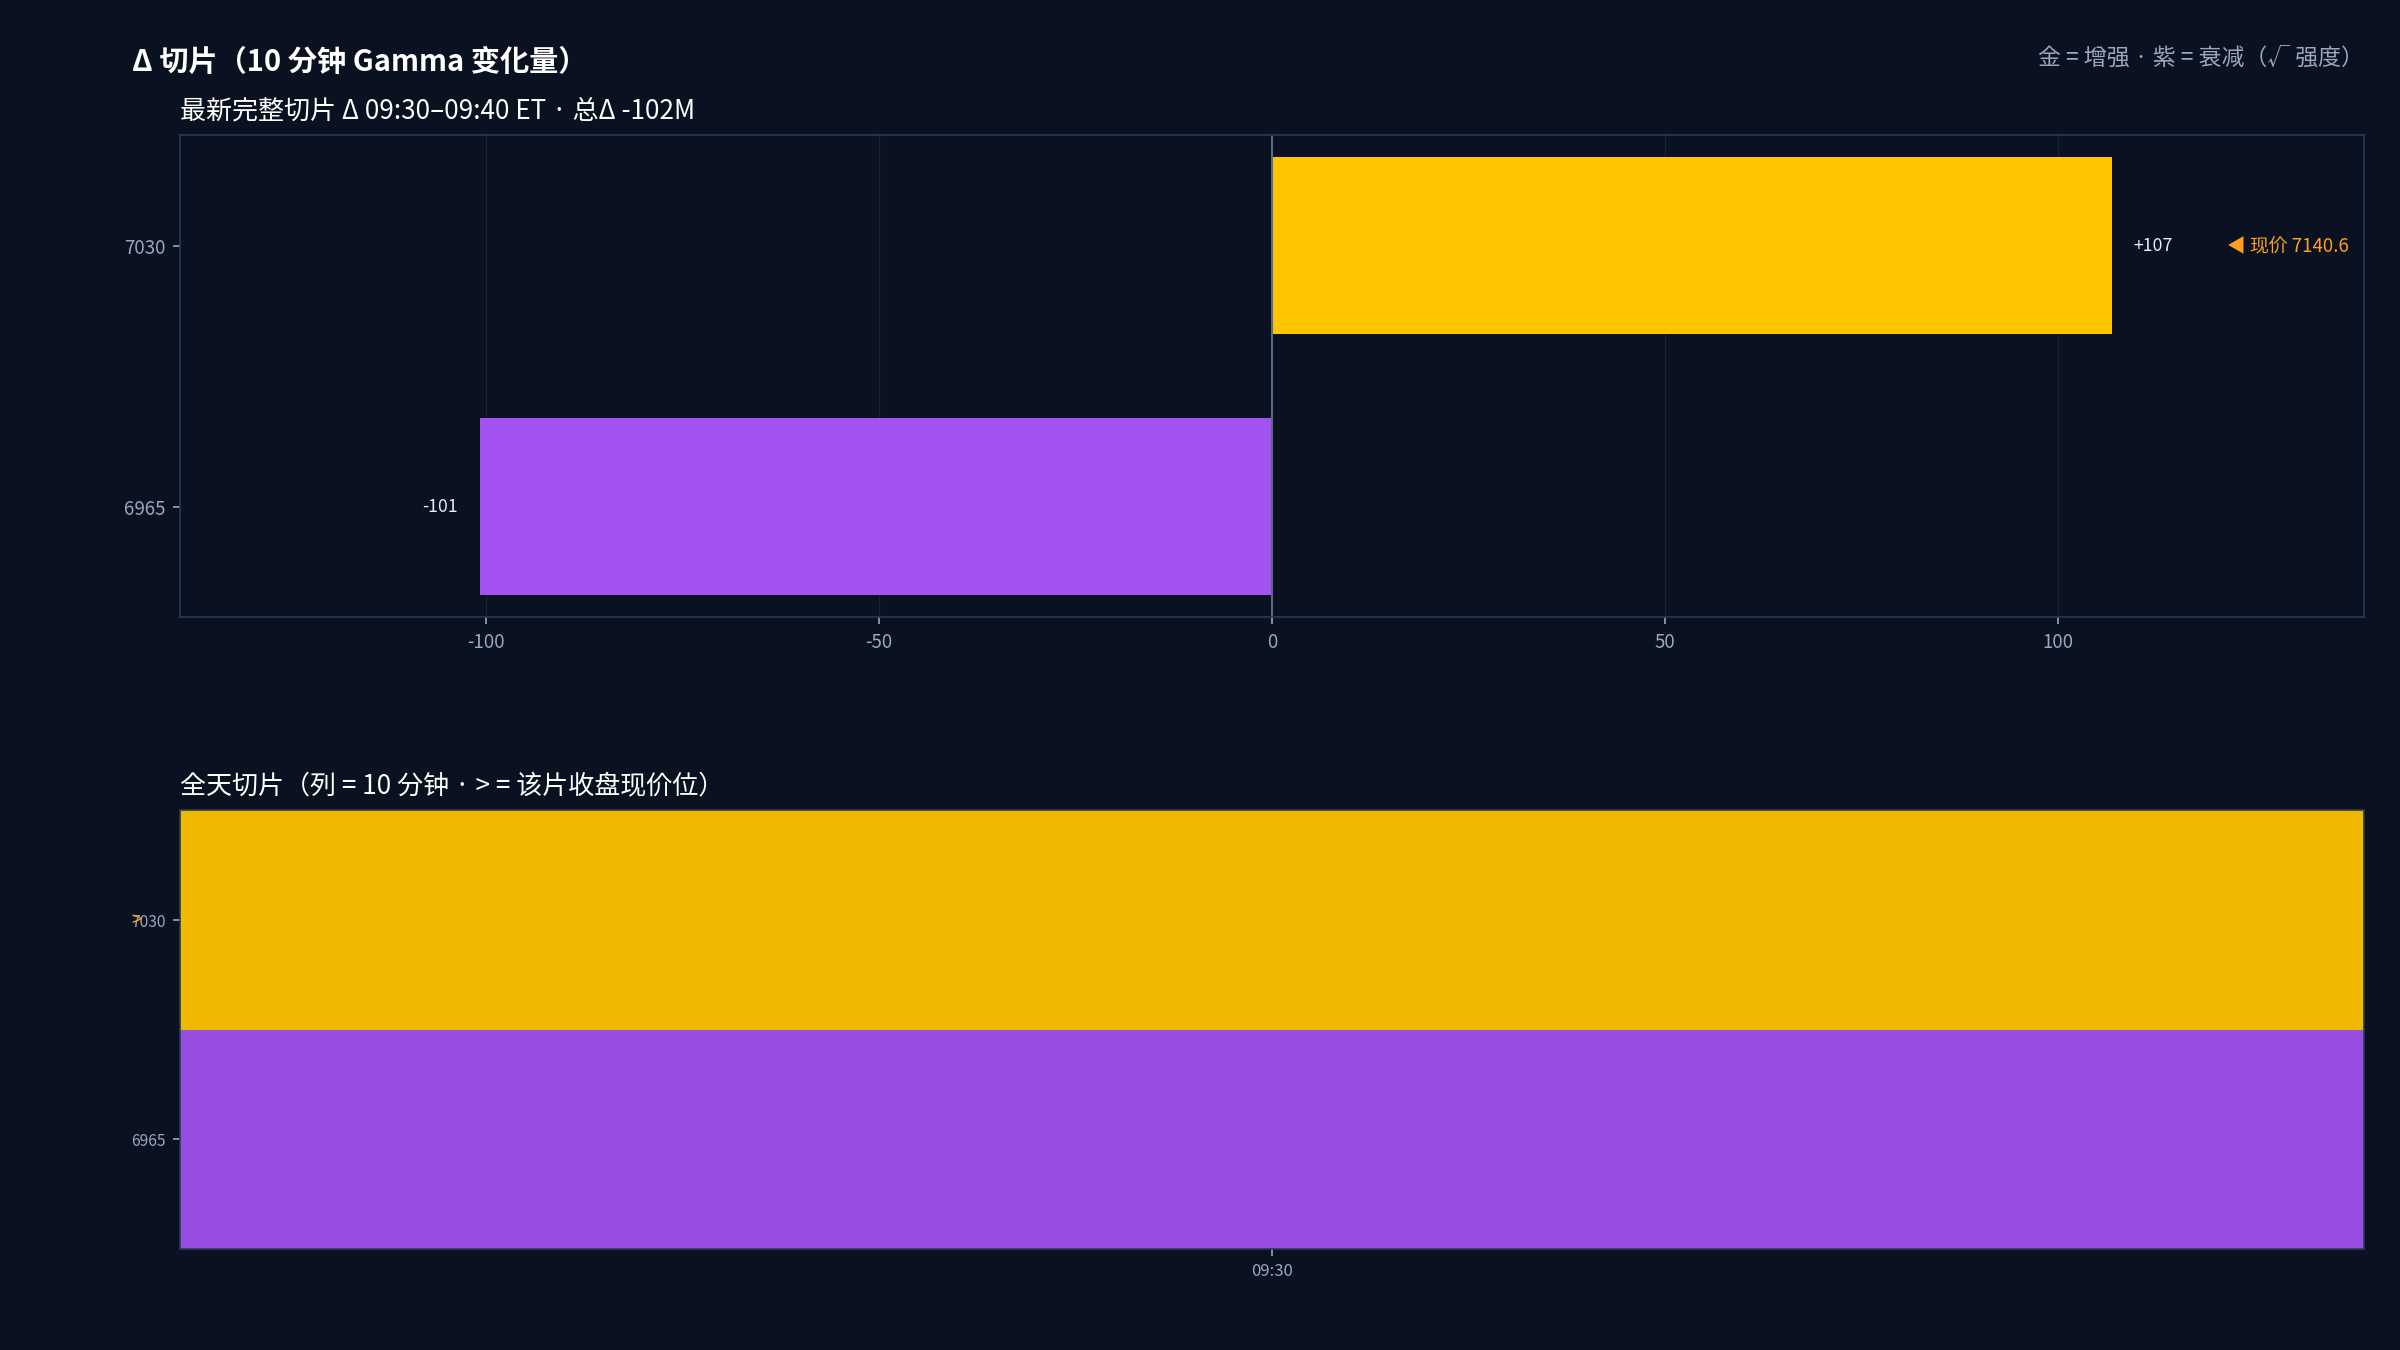 Δ 切片（10 分钟 Gamma 变化量）
金 = 增强 · 紫 = 衰减（√ 强度）
最新完整切片 Δ 09:30–09:40 ET · 总Δ -102M
7030
+107
◀ 现价 7140.6
-101
6965
-100
-50
0
50
100
全天切片（列 = 10 分钟 · > = 该片收盘现价位）
>
7030
6965
09:30